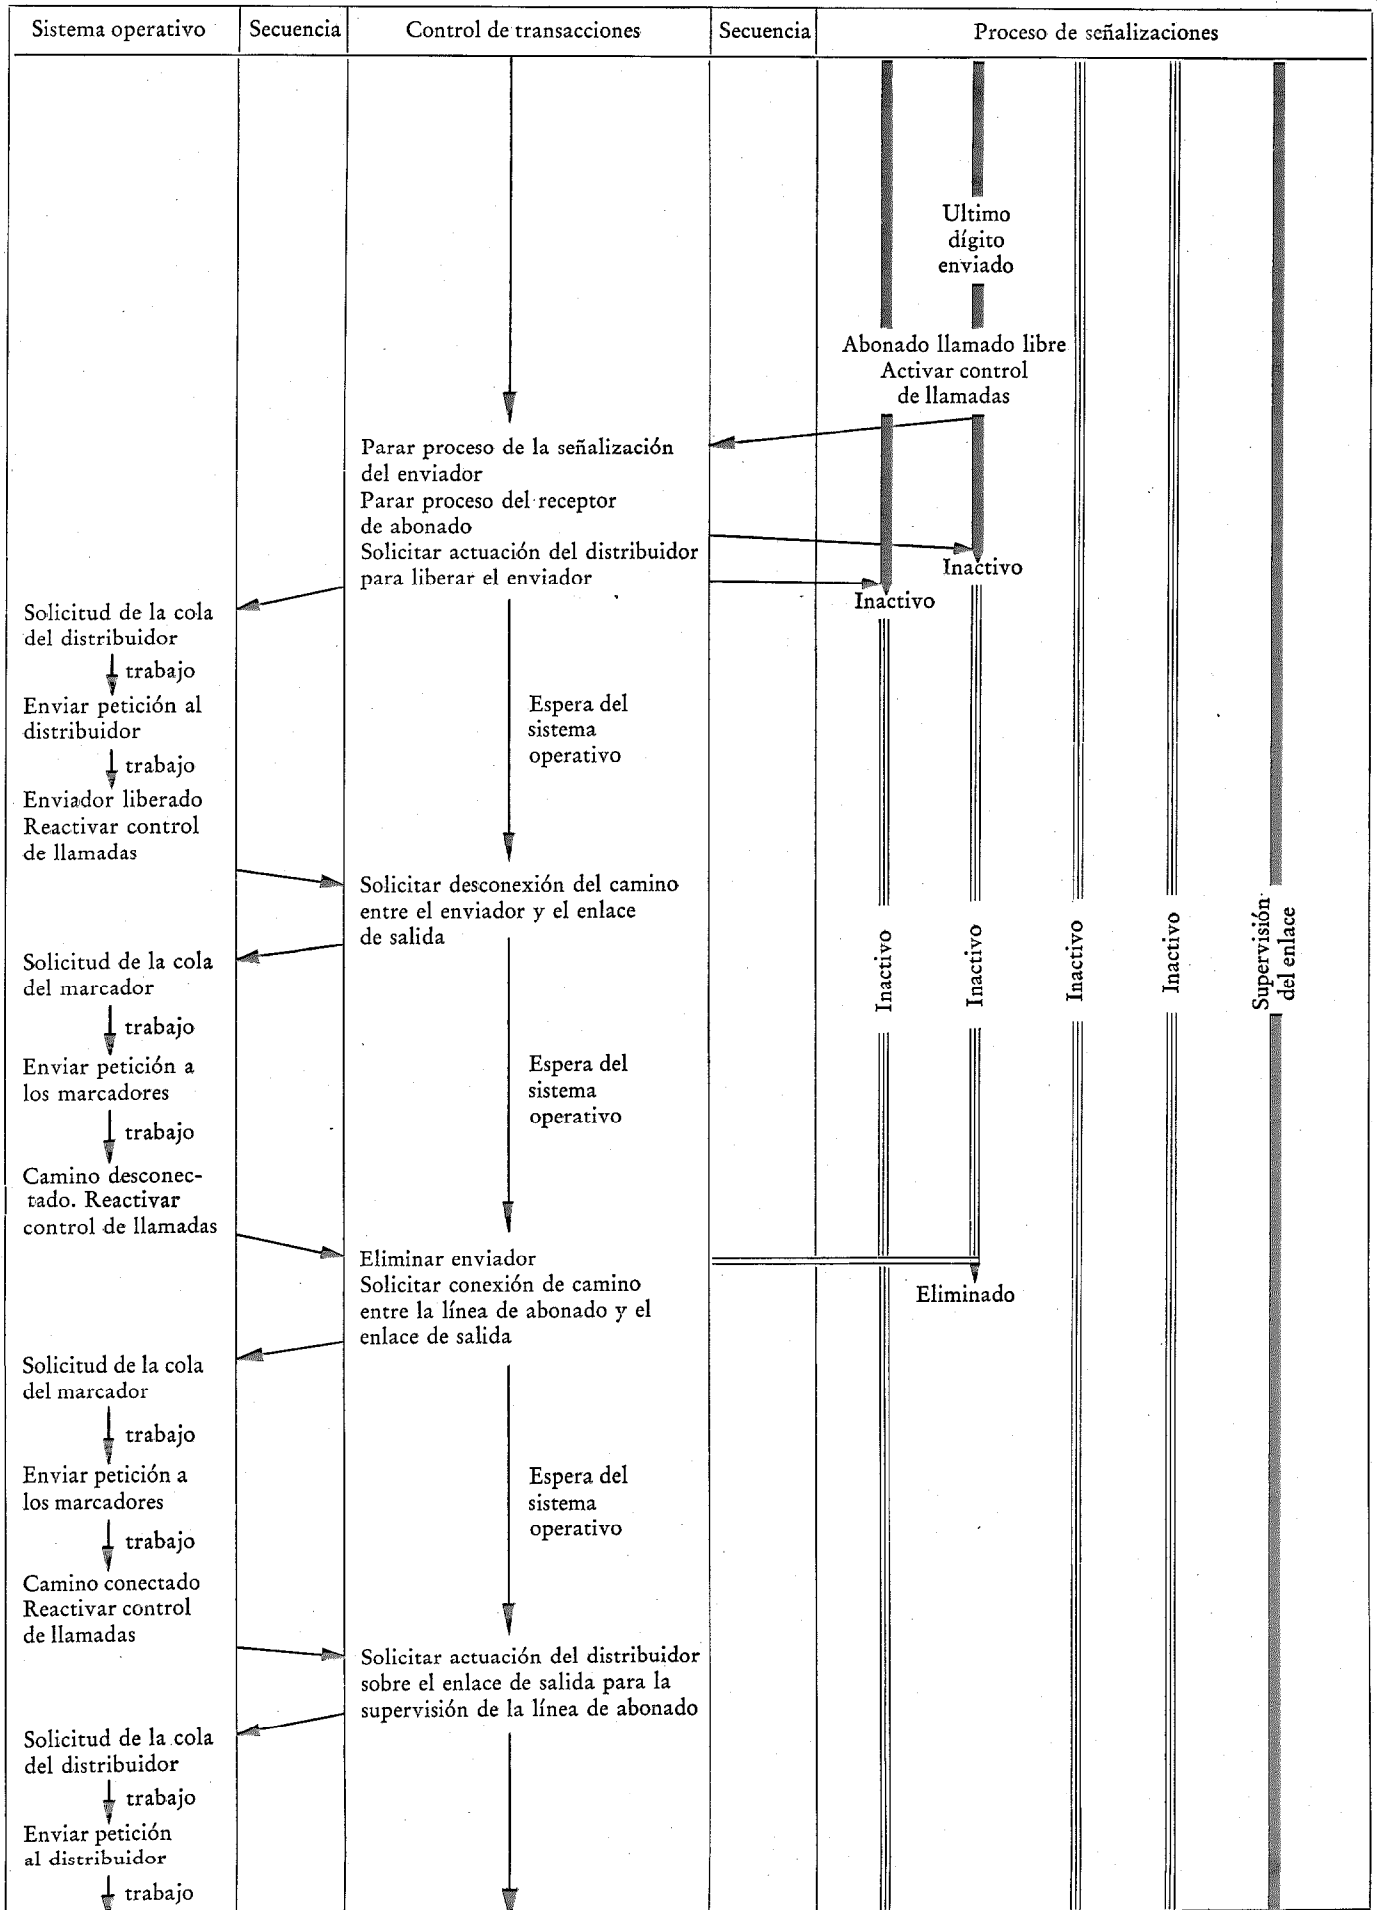 Sistema operativo
Secuencia
Control de transacciones
Secuencia
Proceso de señalizaciones
Ultimo
dígito
enviado
Abonado llamado libre
Activar control
de llamadas
Parar proceso de la señalización
del enviador
Parar proceso del receptor
de abonado
Solicitar actuación del distribuidor
para liberar el enviador
Inactivo
Inactivo
Solicitud de la cola
del distribuidor
trabajo
Enviar petición al
distribuidor
trabajo
Enviador liberado
Reactivar control
de llamadas
Espera del
sistema
operativo
Solicitar desconexión del camino
entre el enviador y el enlace
de salida
Inactivo
Inactivo
Inactivo
Inactivo
Supervisión
del enlace
Solicitud de la cola
del marcador
trabajo
Enviar petición a
los marcadores
trabajo
Camino desconec-
tado. Reactivar
control de llamadas
Espera del
sistema
operativo
Eliminar enviador
Solicitar conexión de camino
entre la línea de abonado y el
enlace de salida
Eliminado
Solicitud de la cola
del marcador
trabajo
Enviar petición a
los marcadores
trabajo
Camino conectado
Reactivar control
de llamadas
Espera del
sistema
operativo
Solicitar actuación del distribuidor
sobre el enlace de salida para la
supervisión de la línea de abonado
Solicitud de la cola
del distribuidor
trabajo
Enviar petición
al distribuidor
trabajo